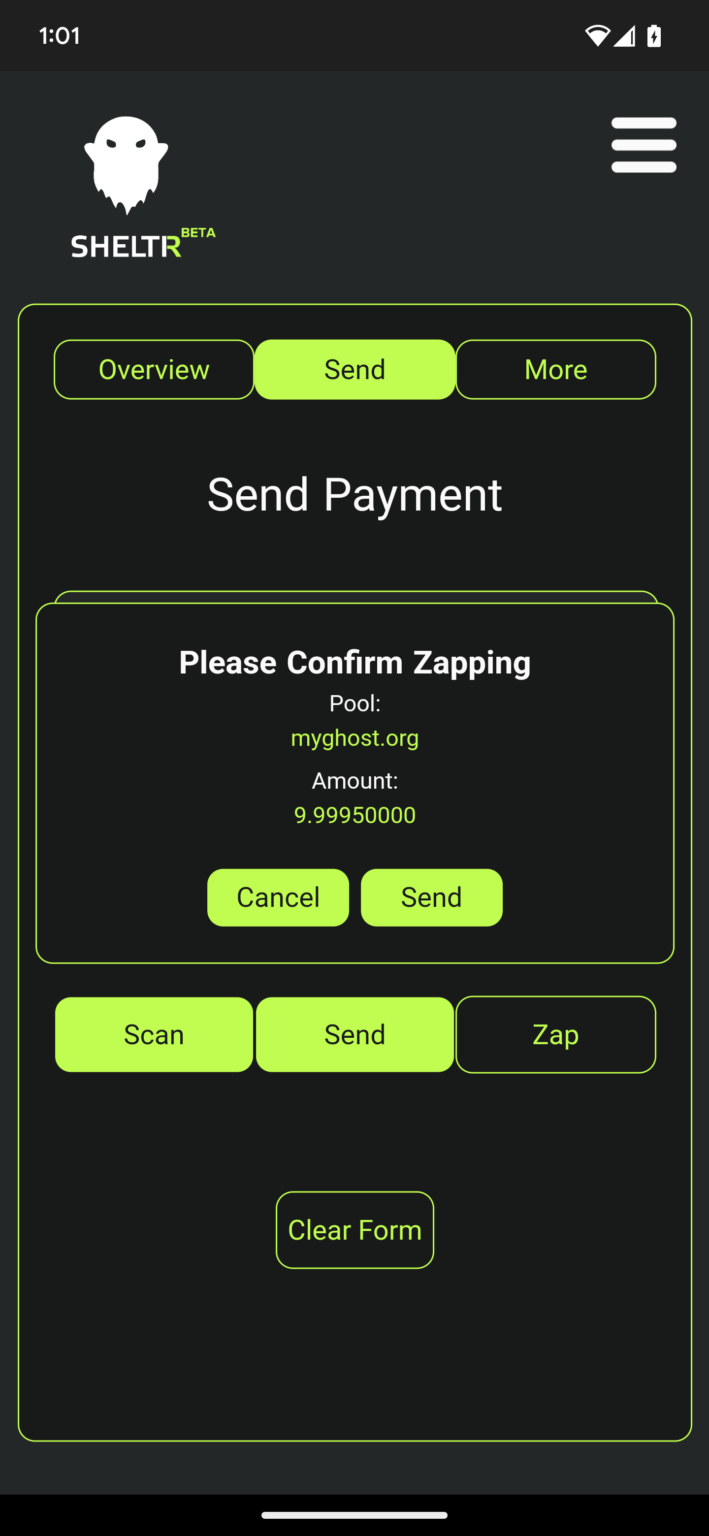 1:01
SHELTR BETA
Overview Send More
Send Payment
Please Confirm Zapping
Pool:
myghost.org
Amount:
9.99950000
Cancel Send
Scan Send Zap
Clear Form